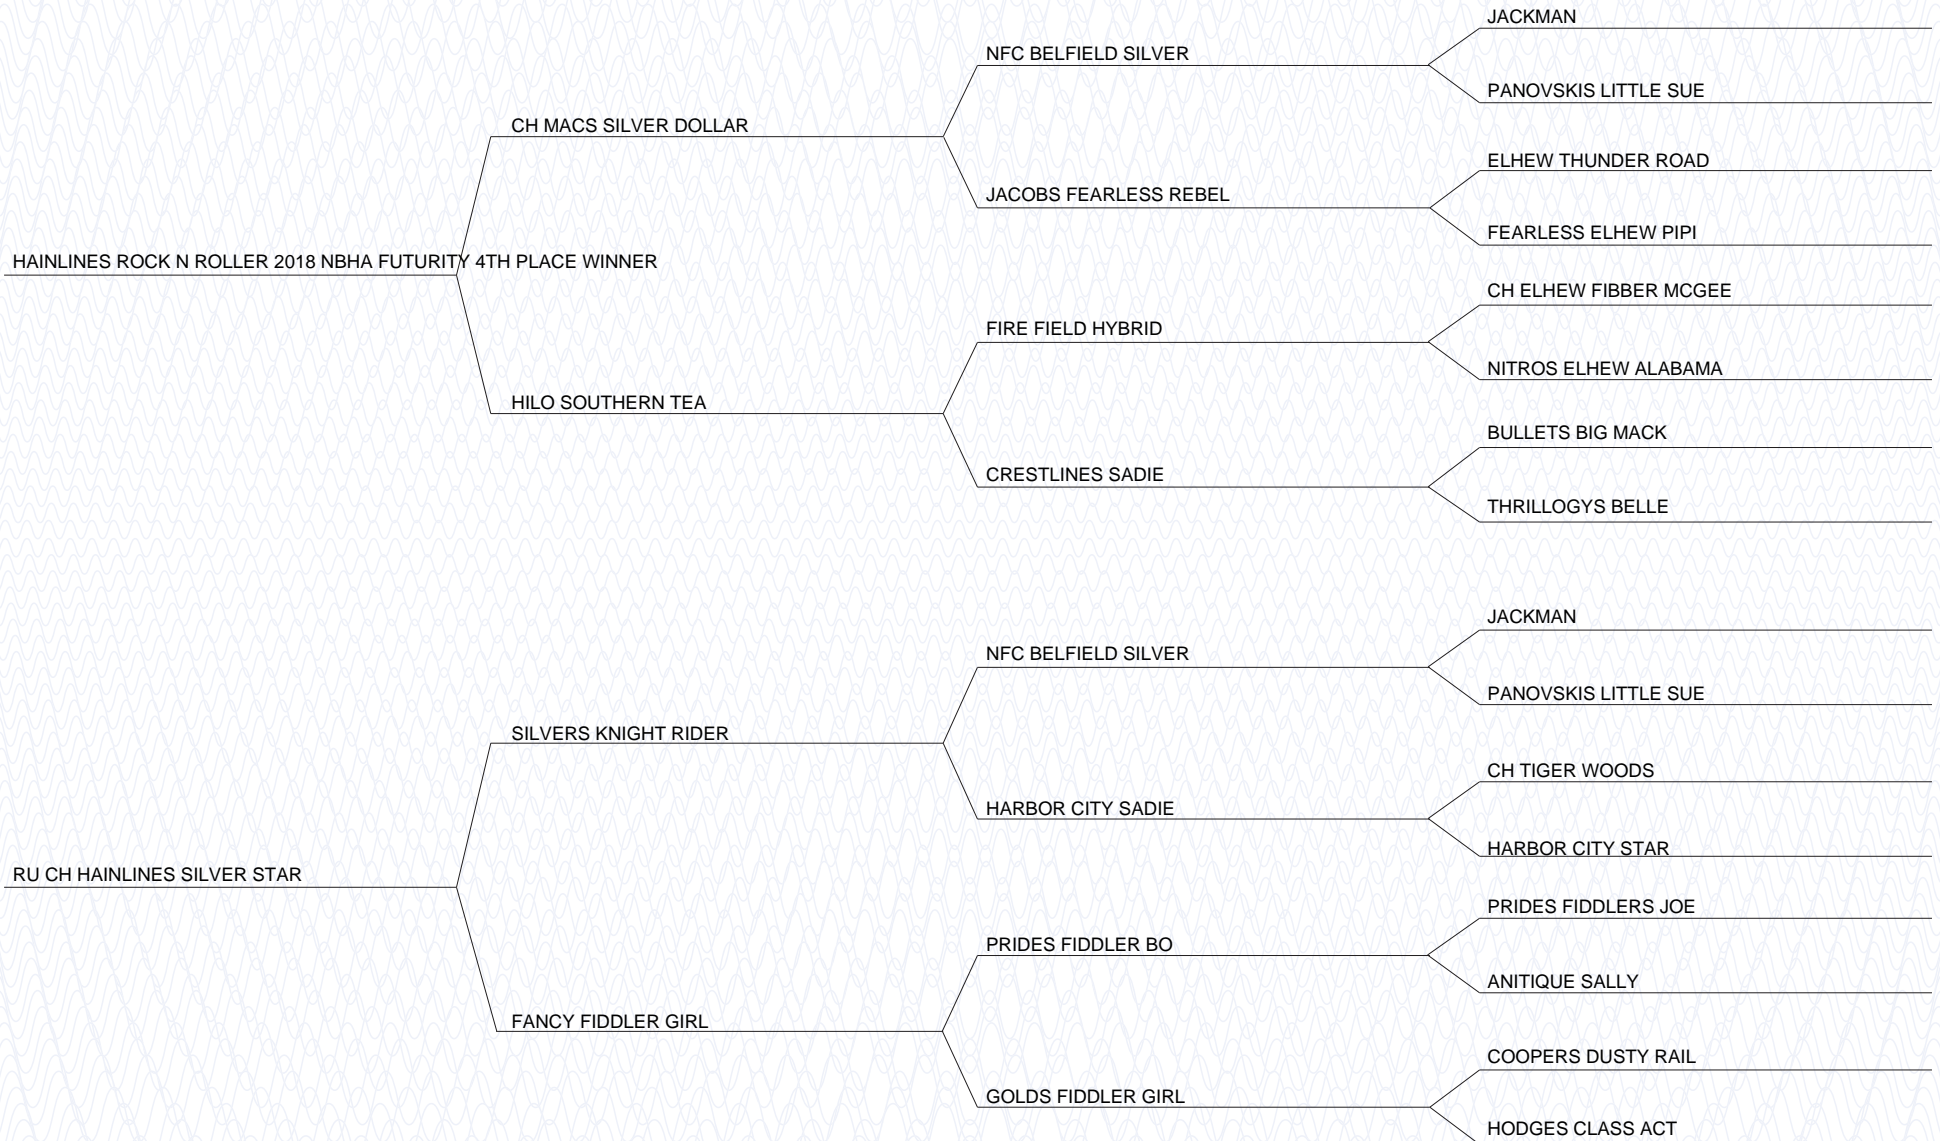 JACKMAN
NFC BELFIELD SILVER
PANOVSKIS LITTLE SUE
CH MACS SILVER DOLLAR
ELHEW THUNDER ROAD
JACOBS FEARLESS REBEL
FEARLESS ELHEW PIPI
HAINLINES ROCK N ROLLER 2018 NBHA FUTURITY 4TH PLACE WINNER
CH ELHEW FIBBER MCGEE
FIRE FIELD HYBRID
NITROS ELHEW ALABAMA
HILO SOUTHERN TEA
BULLETS BIG MACK
CRESTLINES SADIE
THRILLOGYS BELLE
JACKMAN
NFC BELFIELD SILVER
PANOVSKIS LITTLE SUE
SILVERS KNIGHT RIDER
CH TIGER WOODS
HARBOR CITY SADIE
HARBOR CITY STAR
RU CH HAINLINES SILVER STAR
PRIDES FIDDLERS JOE
PRIDES FIDDLER BO
ANITIQUE SALLY
FANCY FIDDLER GIRL
COOPERS DUSTY RAIL
GOLDS FIDDLER GIRL
HODGES CLASS ACT